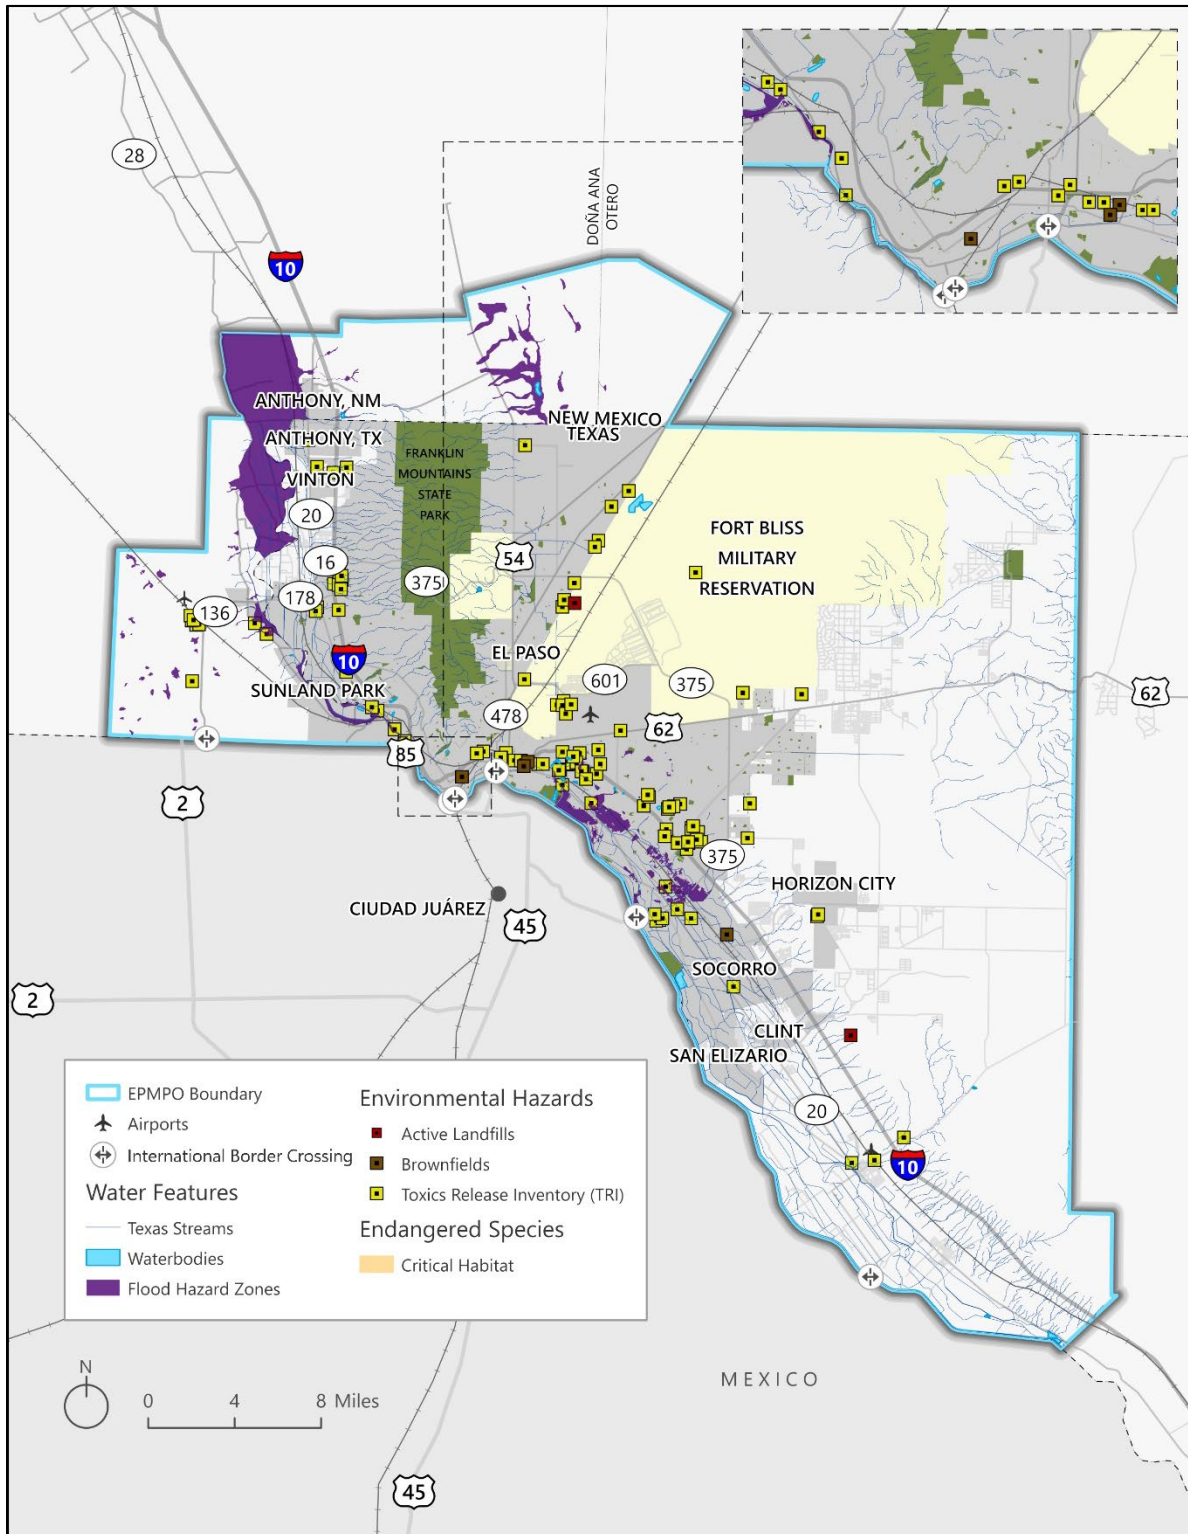 28
DOÑA ANA
OTERO
10
ANTHONY, NM
NEW MEXICO
TEXAS
ANTHONY, TX
FRANKLIN
MOUNTAINS
STATE
PARK
VINTON
20
FORT BLISS
MILITARY
RESERVATION
54
16
375
178
136
10
EL PASO
601
375
SUNLAND PARK
62
478
62
85
2
375
HORIZON CITY
CIUDAD JUÁREZ
45
SOCORRO
2
CLINT
SAN ELIZARIO
20
10
EPMPO Boundary
Airports
International Border Crossing
Water Features
Texas Streams
Waterbodies
Flood Hazard Zones
Environmental Hazards
Active Landfills
Brownfields
Toxics Release Inventory (TRI)
Endangered Species
Critical Habitat
N
0 4 8 Miles
MEXICO
45